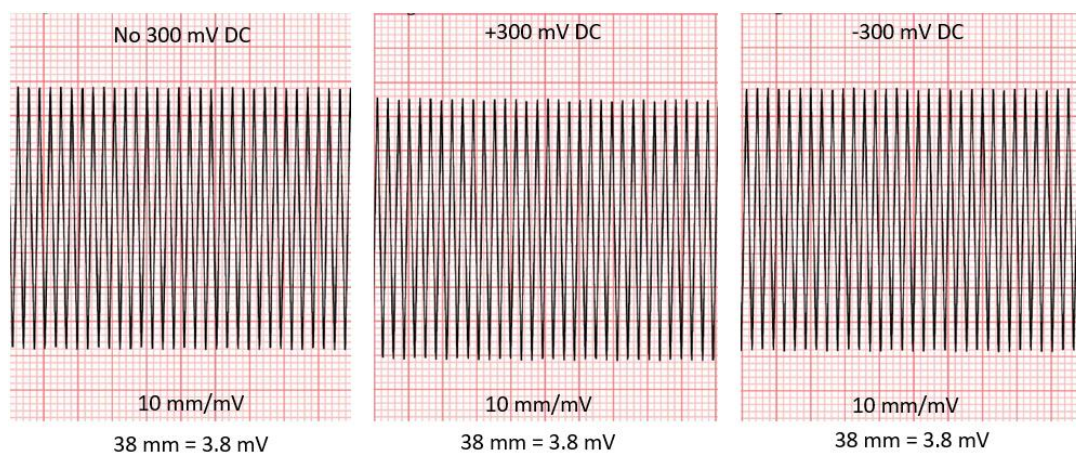 No 300 mV DC
10 mm/mV
38 mm = 3.8 mV
+300 mV DC
10 mm/mV
38 mm = 3.8 mV
-300 mV DC
10 mm/mV
38 mm = 3.8 mV